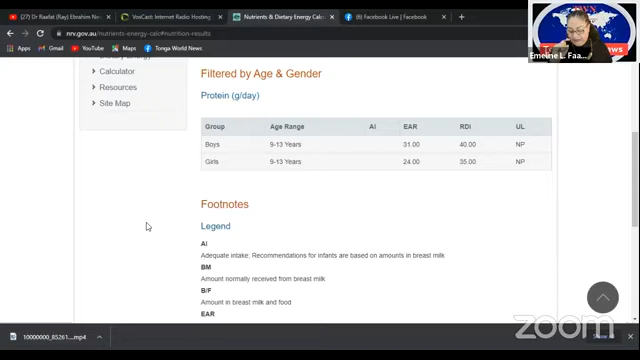 (27) Dr Raafat (Ray) Ebrahim Ne
VoxCast: Internet Radio Hosting
Nutrients & Dietary Energy Calc
(3) Facebook Live | Facebook
nrv.gov.au/nutrients-energy-calc#nutrition-results
Apps
Gmail
YouTube
Maps
Tonga World News
Emeline L. Faa...
Calculator
Resources
Site Map
Filtered by Age & Gender
Protein (g/day)
Group Age Range AI EAR RDI UL
Boys 9-13 Years 31.00 40.00 NP
Girls 9-13 Years 24.00 35.00 NP
Footnotes
Legend
AI
Adequate intake; Recommendations for infants are based on amounts in breast milk
BM
Amount normally received from breast milk
B/F
Amount in breast milk and food
EAR
zoom
10000000_85261....mp4
Show all